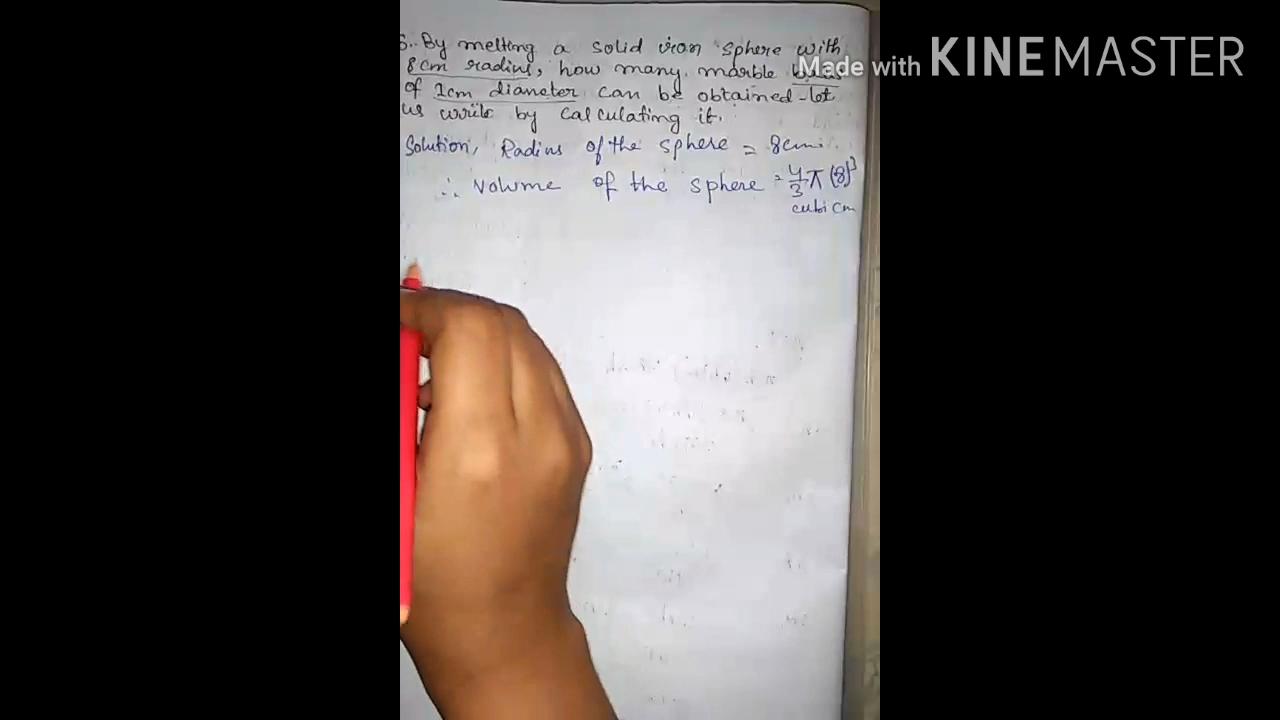 5. By melting a solid iron sphere with
8cm radius, how many marble balls
of 1cm diameter can be obtained - let
us write by calculating it.
Solution, Radius of the sphere = 8cm.
∴ volume of the sphere = 4/3 π (8)³
cubic cm
Made with KINEMASTER